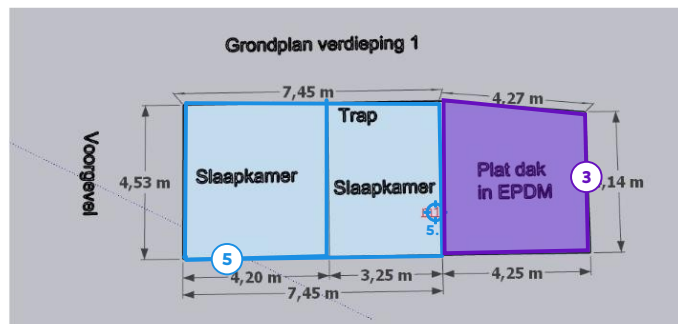 Grondplan verdieping 1
7,45 m
4,27 m
Trap
Voorgevel
4,53 m
Slaapkamer
Slaapkamer
Plat dak
in EPDM
3
,14 m
5.
5
4,20 m
3,25 m
4,25 m
7,45 m